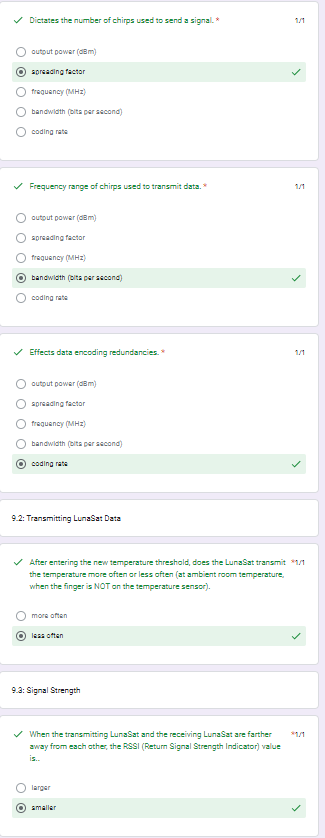 Dictates the number of chirps used to send a signal. * 1/1
output power (dBm)
spreading factor
frequency (MHz)
bandwidth (bits per second)
coding rate
Frequency range of chirps used to transmit data. * 1/1
output power (dBm)
spreading factor
frequency (MHz)
bandwidth (bits per second)
coding rate
Effects data encoding redundancies. * 1/1
output power (dBm)
spreading factor
frequency (MHz)
bandwidth (bits per second)
coding rate
9.2: Transmitting LunaSat Data
After entering the new temperature threshold, does the LunaSat transmit *1/1
the temperature more often or less often (at ambient room temperature,
when the finger is NOT on the temperature sensor).
more often
less often
9.3: Signal Strength
When the transmitting LunaSat and the receiving LunaSat are farther *1/1
away from each other, the RSSI (Return Signal Strength Indicator) value
is..
larger
smaller